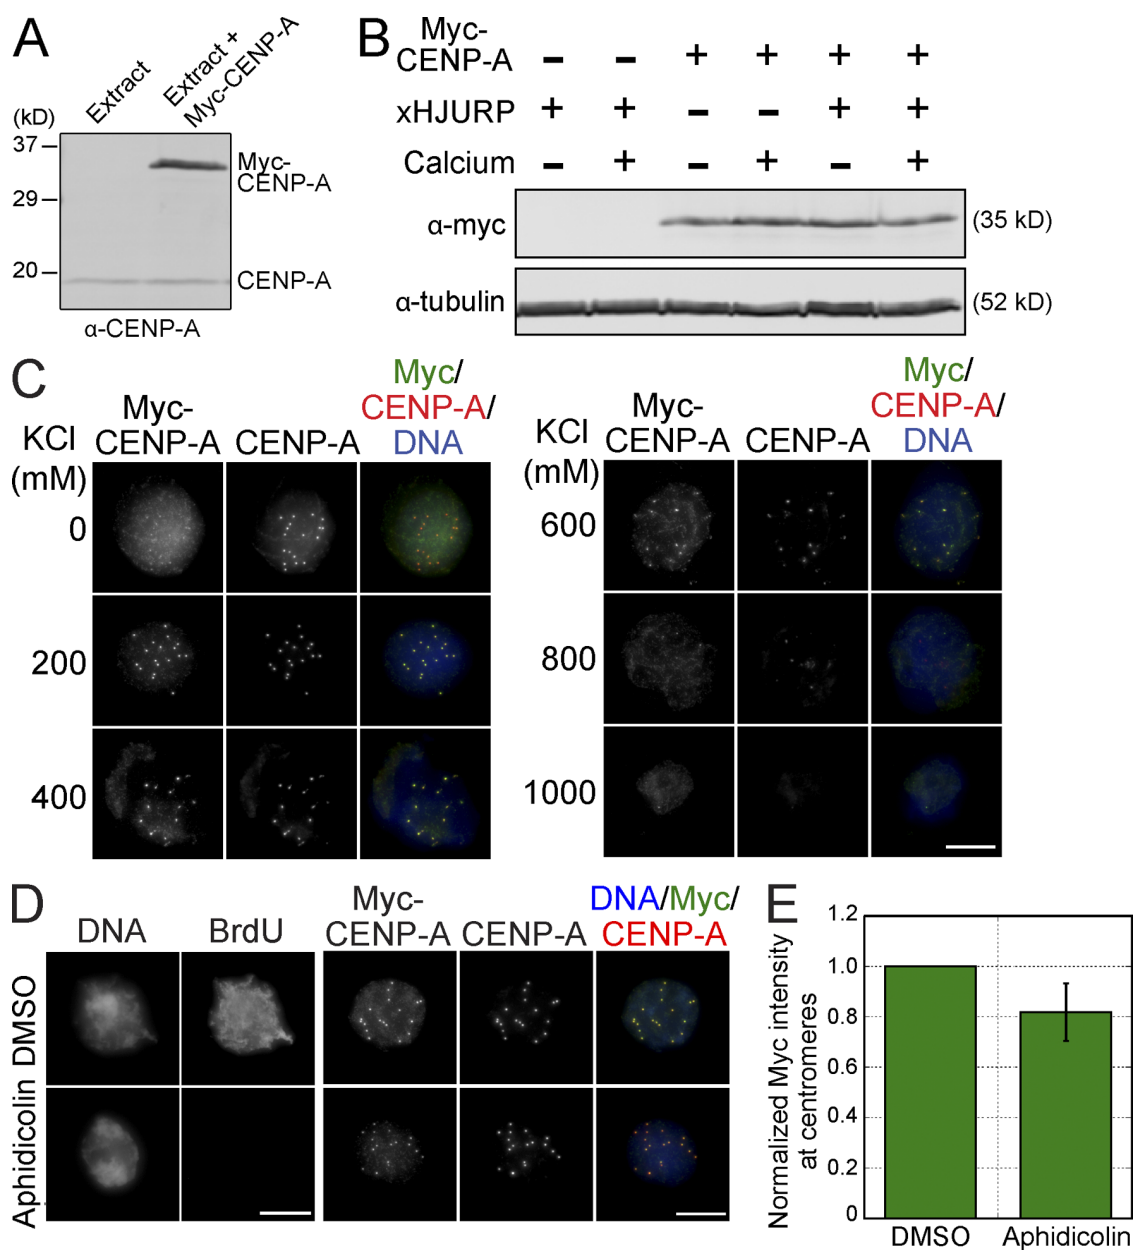 A
Extract
Extract +
Myc-CENP-A
(kD)
37
29
20
Myc-
CENP-A
CENP-A
α-CENP-A
B
Myc-
CENP-A
− − + + + +
xHJURP
+ + − − + +
Calcium
− + − + − +
α-myc
(35 kD)
α-tubulin
(52 kD)
C
KCl
(mM)
Myc-
CENP-A
CENP-A
Myc/
CENP-A/
DNA
0
200
400
KCl
(mM)
Myc-
CENP-A
CENP-A
Myc/
CENP-A/
DNA
600
800
1000
D
DNA
BrdU
Myc-
CENP-A
CENP-A
DNA/Myc/
CENP-A
DMSO
Aphidicolin
E
Normalized Myc intensity
at centromeres
1.2
1.0
0.8
0.6
0.4
0.2
0
DMSO
Aphidicolin